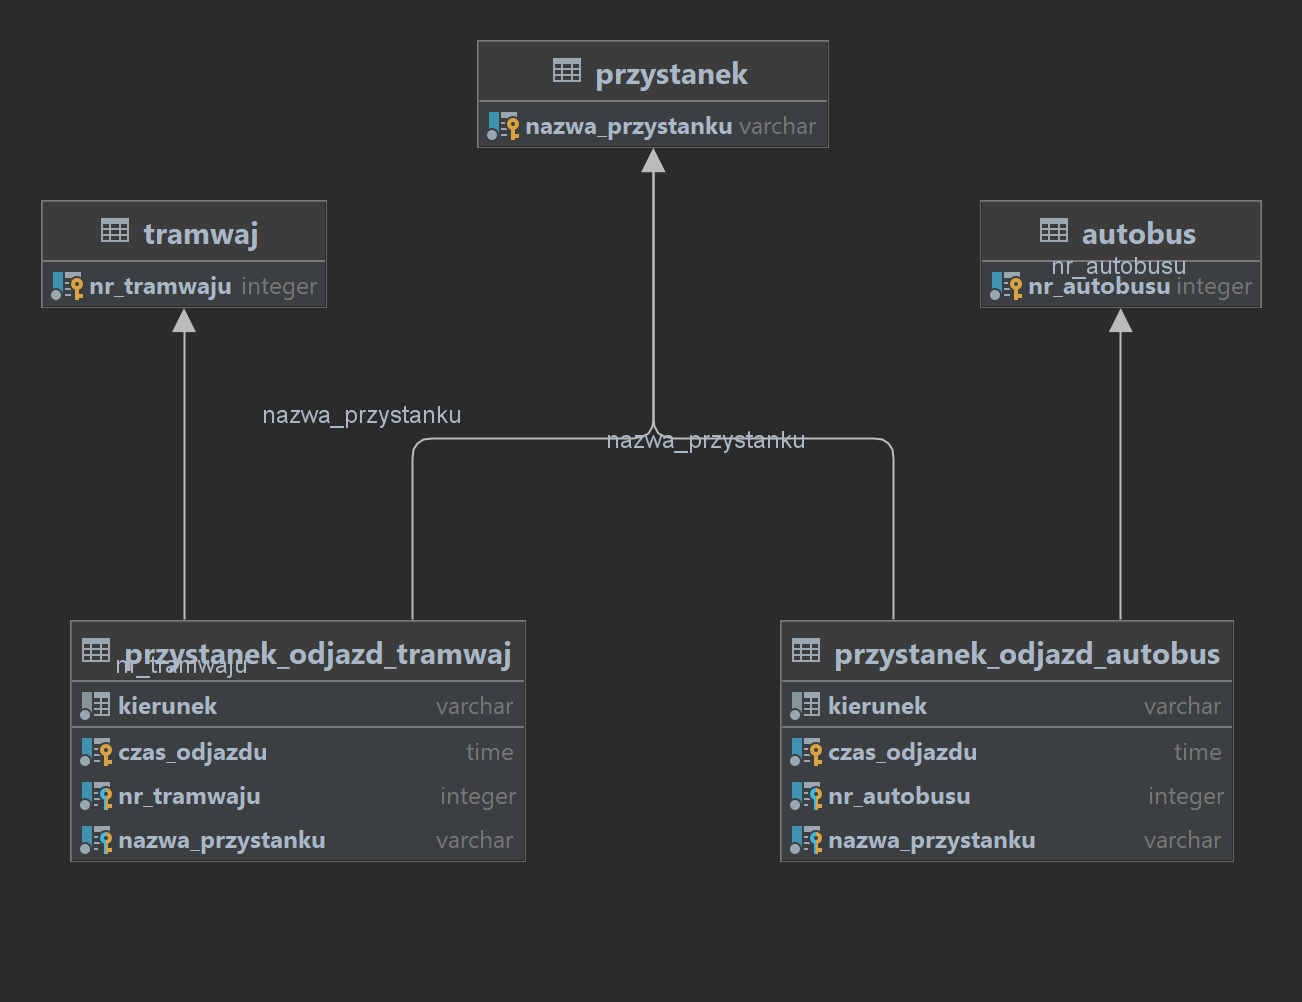 przystanek
nazwa_przystanku varchar
tramwaj
nr_tramwaju integer
autobus
nr_autobusu
nr_autobusu integer
nazwa_przystanku
nazwa_przystanku
przystanek_odjazd_tramwaj
nr_tramwaju
kierunek varchar
czas_odjazdu time
nr_tramwaju integer
nazwa_przystanku varchar
przystanek_odjazd_autobus
kierunek varchar
czas_odjazdu time
nr_autobusu integer
nazwa_przystanku varchar